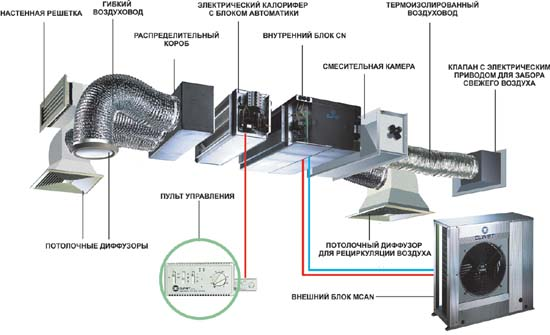 НАСТЕННАЯ РЕШЕТКА
ГИБКИЙ
ВОЗДУХОВОД
РАСПРЕДЕЛИТЕЛЬНЫЙ
КОРОБ
ЭЛЕКТРИЧЕСКИЙ КАЛОРИФЕР
С БЛОКОМ АВТОМАТИКИ
ВНУТРЕННИЙ БЛОК CN
СМЕСИТЕЛЬНАЯ КАМЕРА
ТЕРМОИЗОЛИРОВАННЫЙ
ВОЗДУХОВОД
КЛАПАН С ЭЛЕКТРИЧЕСКИМ
ПРИВОДОМ ДЛЯ ЗАБОРА
СВЕЖЕГО ВОЗДУХА
ПОТОЛОЧНЫЕ ДИФФУЗОРЫ
ПУЛЬТ УПРАВЛЕНИЯ
ПОТОЛОЧНЫЙ ДИФФУЗОР
ДЛЯ РЕЦИРКУЛЯЦИИ ВОЗДУХА
ВНЕШНИЙ БЛОК MCAN
CLIVET